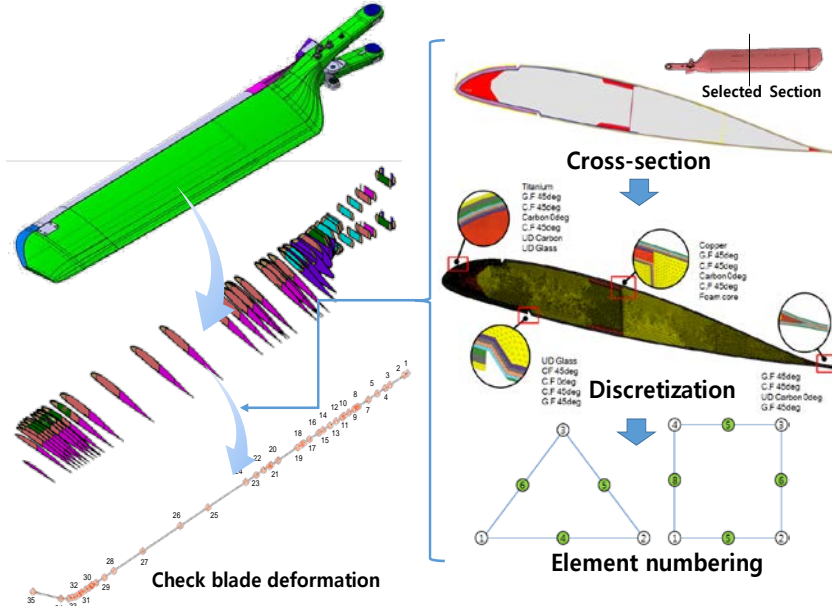 Selected Section
Cross-section
Titanium
G.F 45deg
C.F 45deg
Carbon 0deg
C.F 45deg
UD Carbon
UD Glass
Copper
G.F 45deg
C.F 45deg
Carbon 0deg
C.F 45deg
Foam core
UD Glass
CF 45deg
C.F 0deg
C.F 45deg
G.F 45deg
G.F 45deg
C.F 45deg
UD Carbon 0deg
G.F 45deg
Discretization
3
6 5
1 4 2
4 5 3
8 6
1 5 2
Element numbering
1
2
3
4
5
7
8
9
10
11
12
13
14
15
16
17
18
19
20
21
22
23
24
25
26
27
28
29
30
31
32
33
35
Check blade deformation